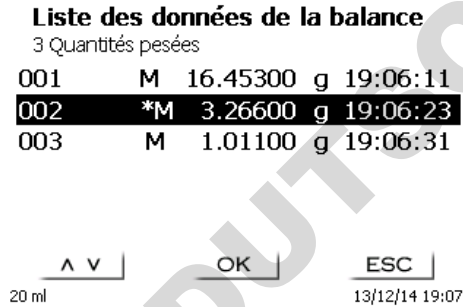 Liste des données de la balance
3 Quantités pesées
001 M 16.45300 g 19:06:11
002 *M 3.26600 g 19:06:23
003 M 1.01100 g 19:06:31
∧ ∨ OK ESC
20 ml 13/12/14 19:07